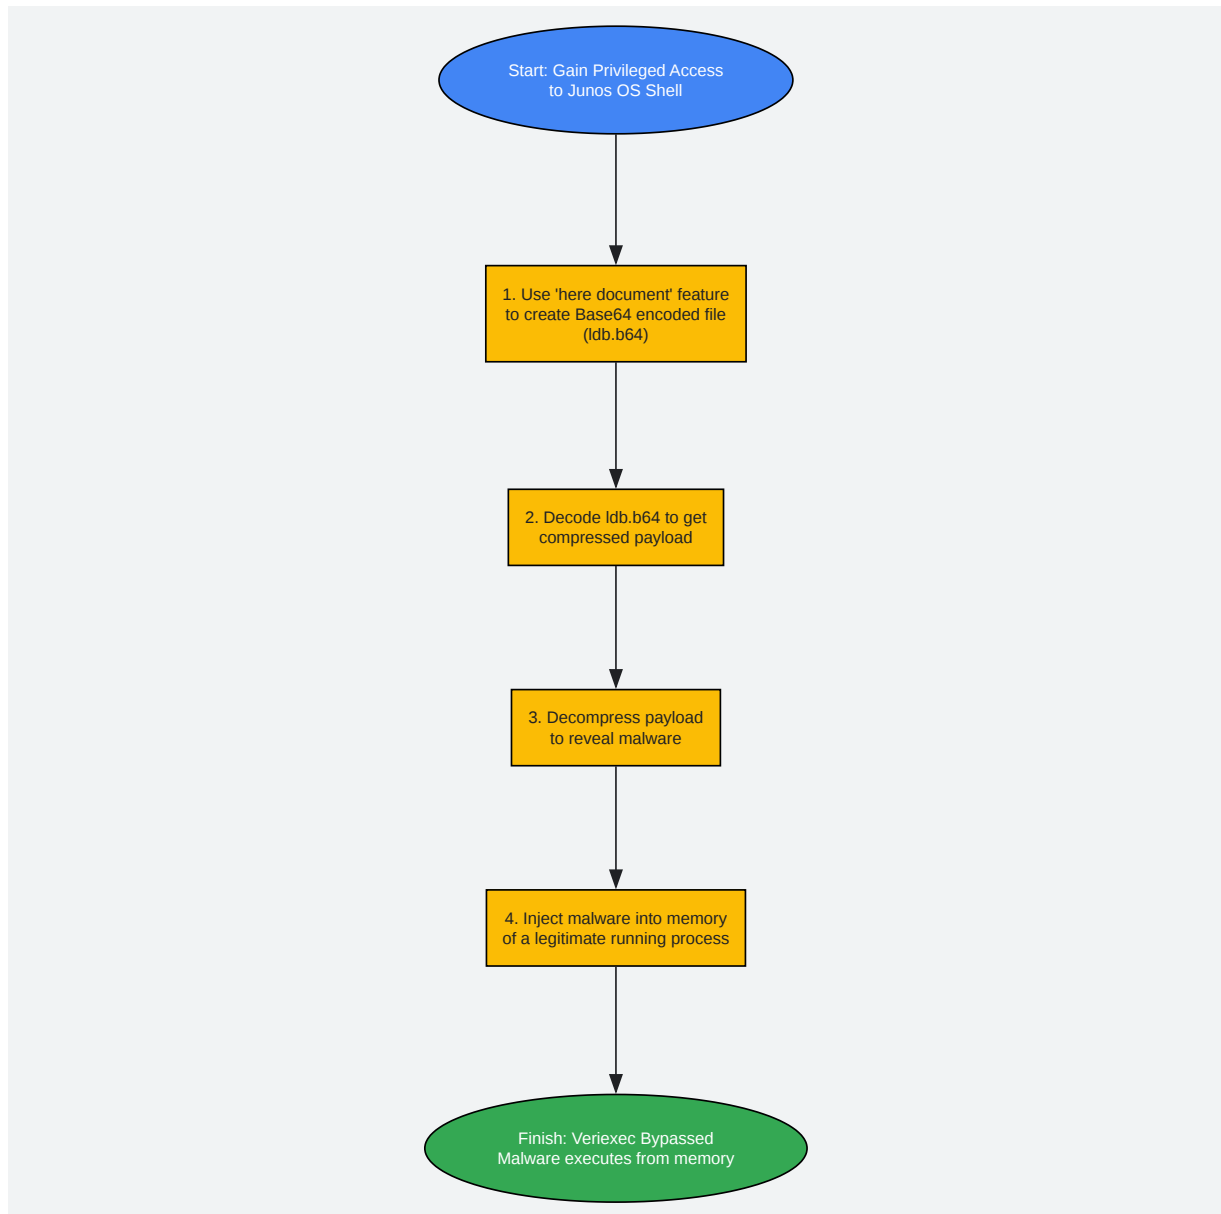 Start: Gain Privileged Access
to Junos OS Shell
1. Use 'here document' feature
to create Base64 encoded file
(ldb.b64)
2. Decode ldb.b64 to get
compressed payload
3. Decompress payload
to reveal malware
4. Inject malware into memory
of a legitimate running process
Finish: Veriexec Bypassed
Malware executes from memory